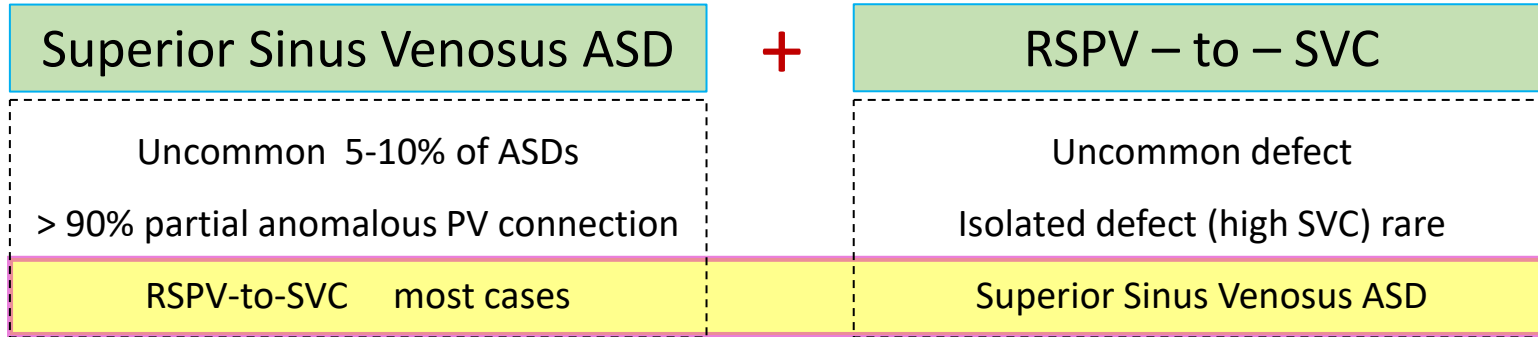 Superior Sinus Venosus ASD + RSPV – to – SVC
Uncommon 5-10% of ASDs
> 90% partial anomalous PV connection
RSPV-to-SVC most cases
Uncommon defect
Isolated defect (high SVC) rare
Superior Sinus Venosus ASD